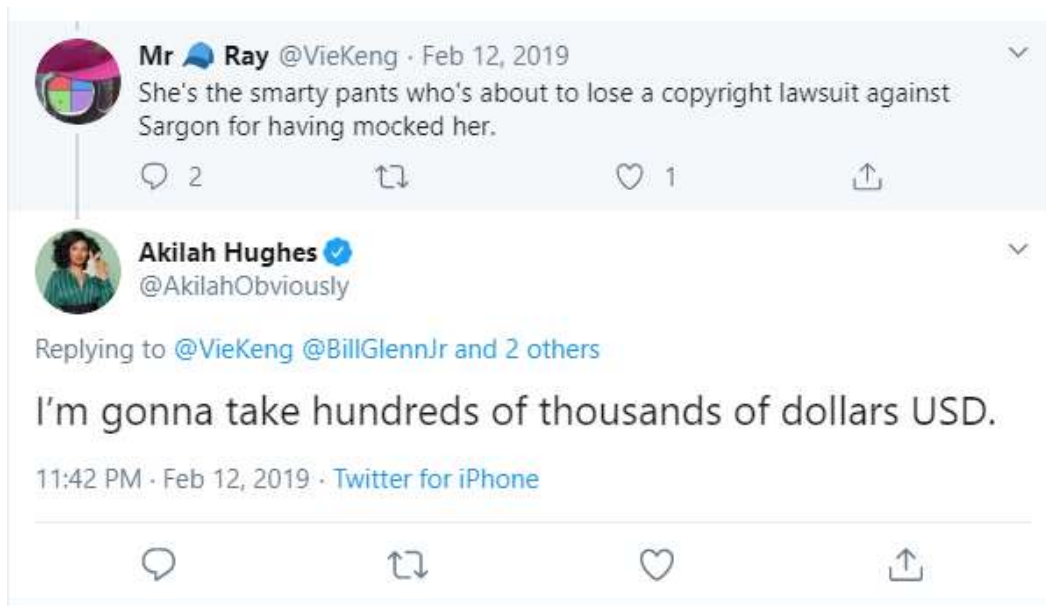 Mr 🧢 Ray @VieKeng · Feb 12, 2019
She's the smarty pants who's about to lose a copyright lawsuit against
Sargon for having mocked her.
2 1
Akilah Hughes
@AkilahObviously
Replying to @VieKeng @BillGlennJr and 2 others
I'm gonna take hundreds of thousands of dollars USD.
11:42 PM · Feb 12, 2019 · Twitter for iPhone